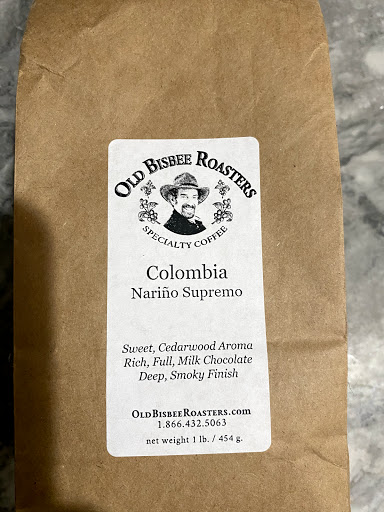 OLD BISBEE ROASTERS
SPECIALTY COFFEE
Colombia
Nariño Supremo
Sweet, Cedarwood Aroma
Rich, Full, Milk Chocolate
Deep, Smoky Finish
OLDBISBEEROASTERS.com
1.866.432.5063
net weight 1 lb. / 454 g.